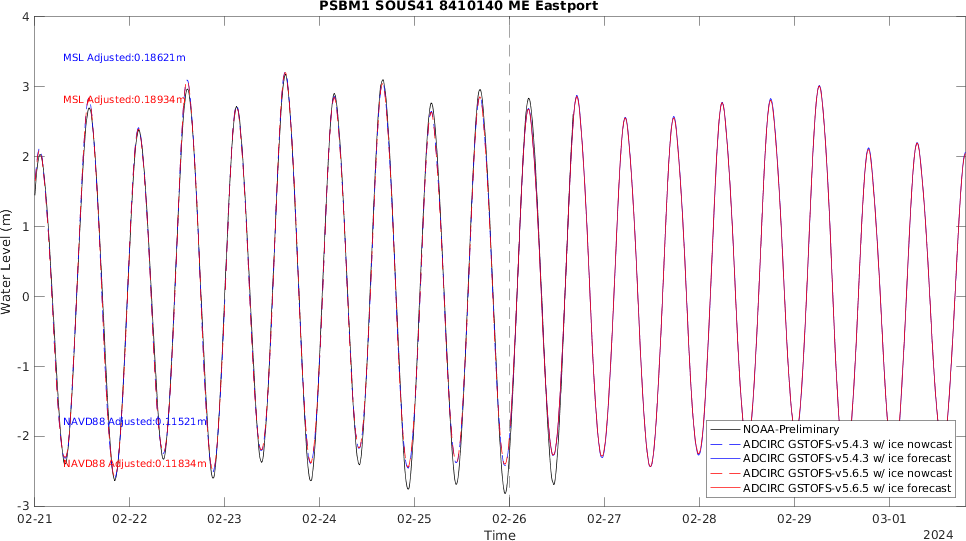 PSBM1 SOUS41 8410140 ME Eastport
4
MSL Adjusted:0.18621m
3
MSL Adjusted:0.18934m
2
1
Water Level (m)
0
-1
NAVD88 Adjusted:0.11521m
-2
NAVD88 Adjusted:0.11834m
NOAA-Preliminary
ADCIRC GSTOFS-v5.4.3 w/ ice nowcast
ADCIRC GSTOFS-v5.4.3 w/ ice forecast
ADCIRC GSTOFS-v5.6.5 w/ ice nowcast
ADCIRC GSTOFS-v5.6.5 w/ ice forecast
-3
02-21 02-22 02-23 02-24 02-25 02-26 02-27 02-28 02-29 03-01
Time
2024